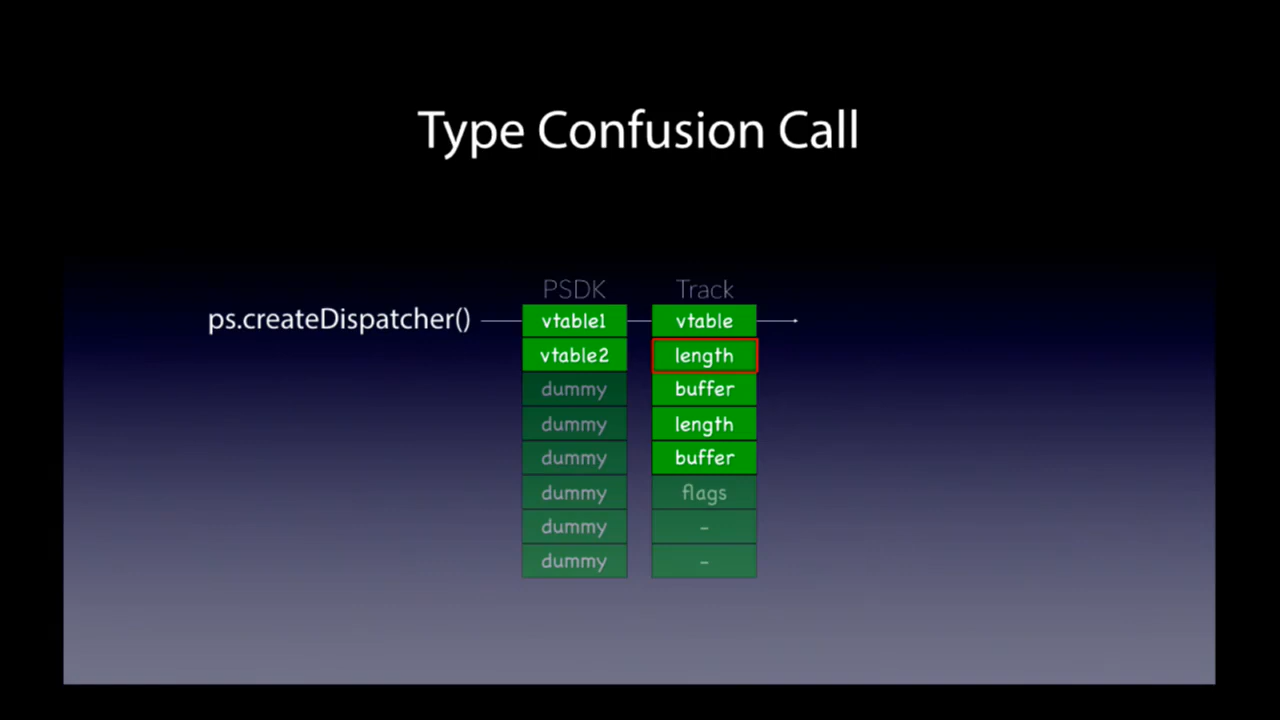 Type Confusion Call
PSDK Track
ps.createDispatcher() vtable1 vtable
vtable2 length
dummy buffer
dummy length
dummy buffer
dummy flags
dummy -
dummy -